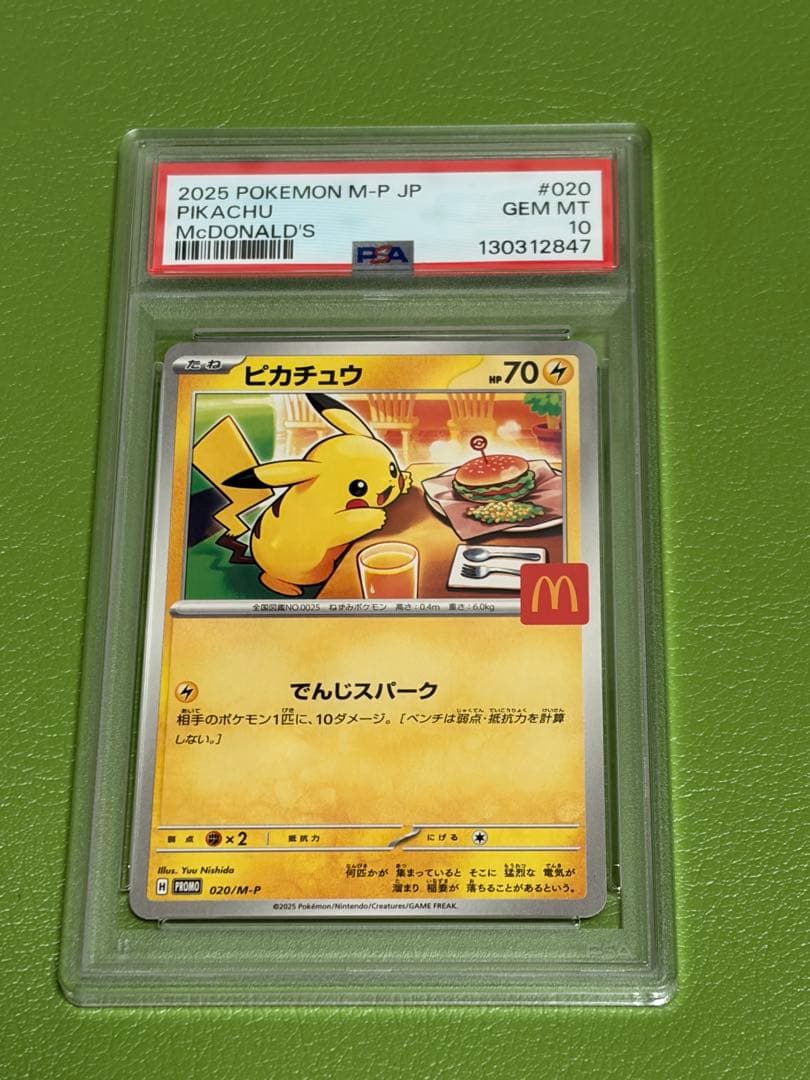 2025 POKEMON M-P JP #020
PIKACHU GEM MT
McDONALD'S 10
PSA 130312847
たね ピカチュウ HP70
全国図鑑NO.0025 ねずみポケモン 高さ:0.4m 重さ:6.0kg
でんじスパーク
相手のポケモン1匹に、10ダメージ。[ベンチは弱点・抵抗力を計算
しない。]
弱点 ×2 抵抗力 にげる
Illus. Yuu Nishida
何匹かが 集まっていると そこに 猛烈な 電気が
溜まり 稲妻が 落ちることがあるという。
H PROMO 020/M-P
©2025 Pokémon/Nintendo/Creatures/GAME FREAK.
PSA